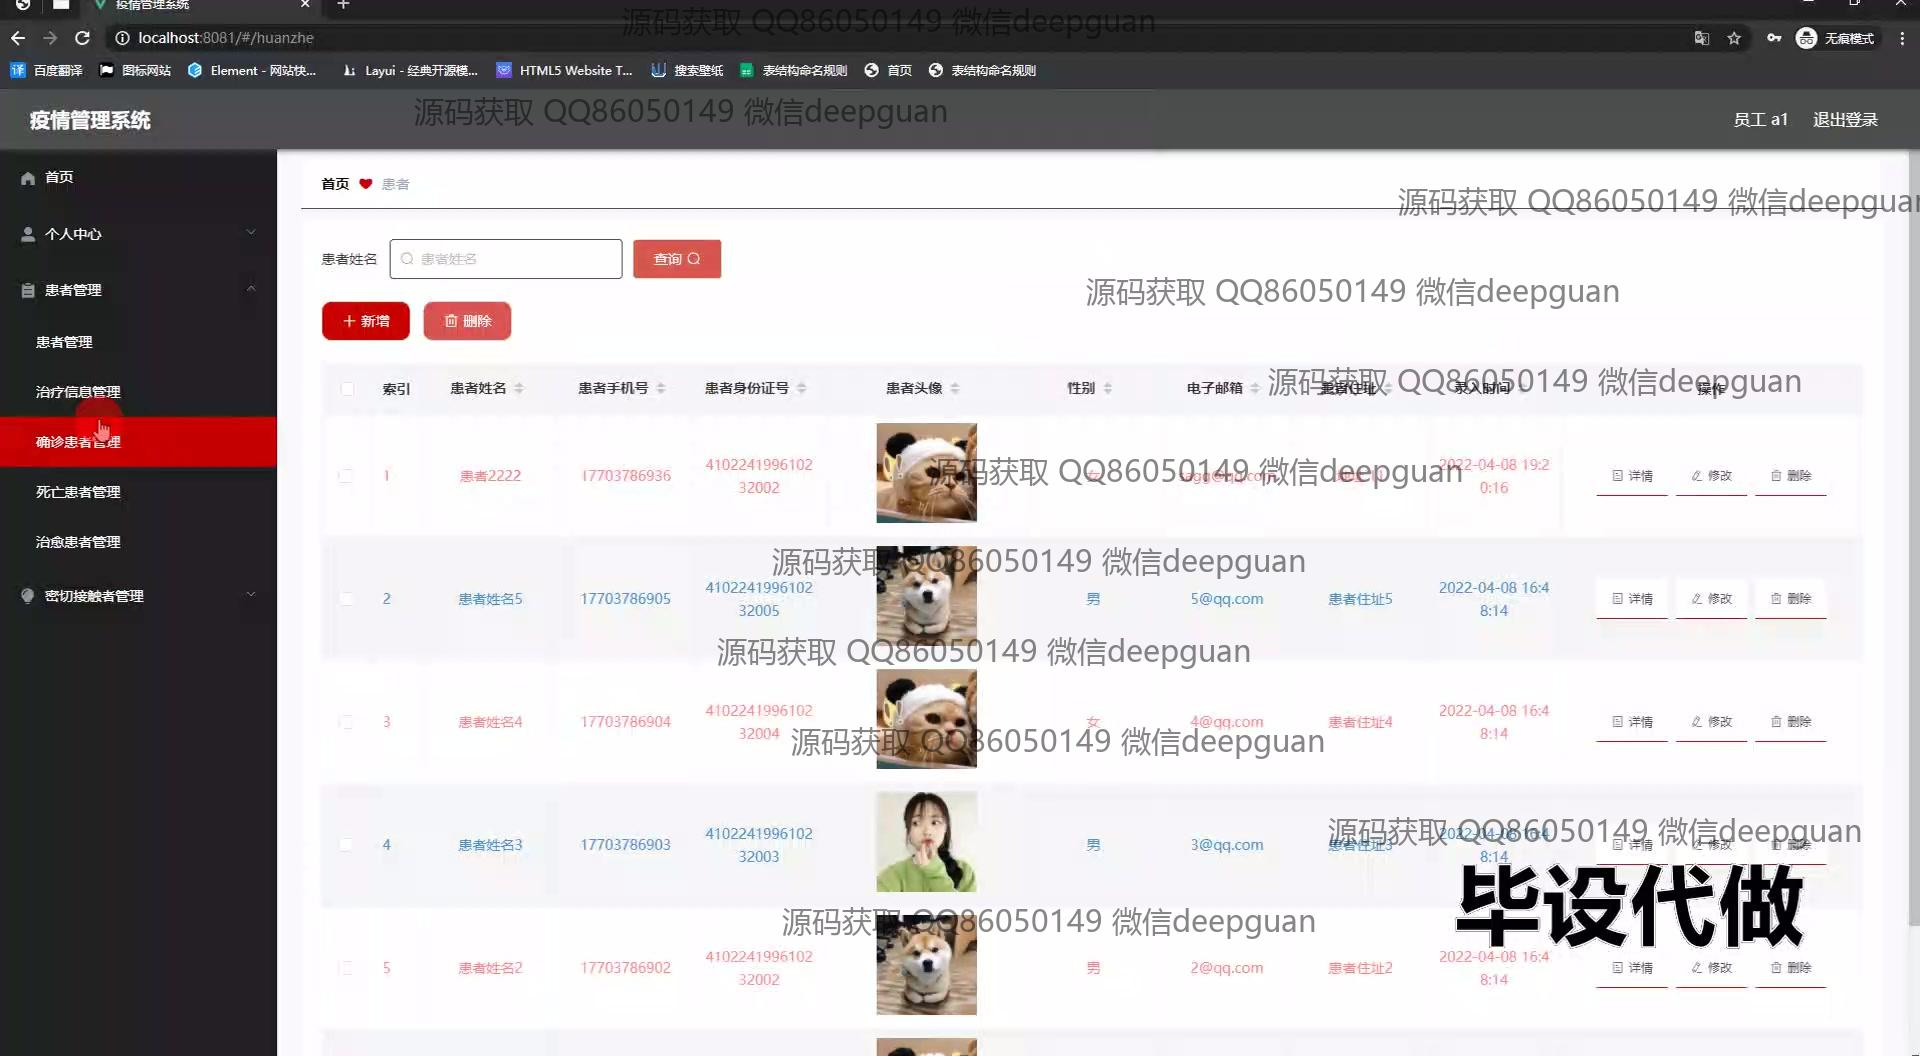 疫情管理系统
源码获取 QQ86050149 微信deepguan
localhost:8081/#/huanzhe
无痕模式
百度翻译 图标网站 Element - 网站快... Layui - 经典开源模... HTML5 Website T... 搜索壁纸 表结构命名规则 首页 表结构命名规则
源码获取 QQ86050149 微信deepguan
疫情管理系统
员工 a1 退出登录
首页
个人中心
患者管理
患者管理
治疗信息管理
确诊患者管理
死亡患者管理
治愈患者管理
密切接触者管理
首页 患者
源码获取 QQ86050149 微信deepguan
患者姓名 患者姓名 查询
源码获取 QQ86050149 微信deepguan
新增 删除
索引 患者姓名 患者手机号 患者身份证号 患者头像 性别 电子邮箱 患者住址 录入时间 操作
源码获取 QQ86050149 微信deepguan
1 患者2222 17703786936 4102241996102 32002 女 2022-04-08 19:2 0:16 详情 修改 删除
源码获取 QQ86050149 微信deepguan
2 患者姓名5 17703786905 4102241996102 32005 男 5@qq.com 患者住址5 2022-04-08 16:4 8:14 详情 修改 删除
源码获取 QQ86050149 微信deepguan
源码获取 QQ86050149 微信deepguan
3 患者姓名4 17703786904 4102241996102 32004 女 4@qq.com 患者住址4 2022-04-08 16:4 8:14 详情 修改 删除
源码获取 QQ86050149 微信deepguan
4 患者姓名3 17703786903 4102241996102 32003 男 3@qq.com 患者住址3 2022-04-08 16:4 8:14 详情 修改 删除
源码获取 QQ86050149 微信deepguan
毕设代做
源码获取 QQ86050149 微信deepguan
5 患者姓名2 17703786902 4102241996102 32002 男 2@qq.com 患者住址2 2022-04-08 16:4 8:14 详情 修改 删除